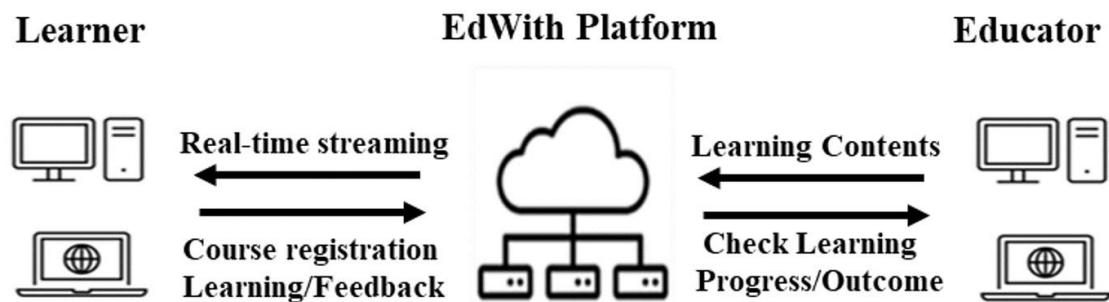 Learner
EdWith Platform
Educator
Real-time streaming
Course registration
Learning/Feedback
Learning Contents
Check Learning
Progress/Outcome